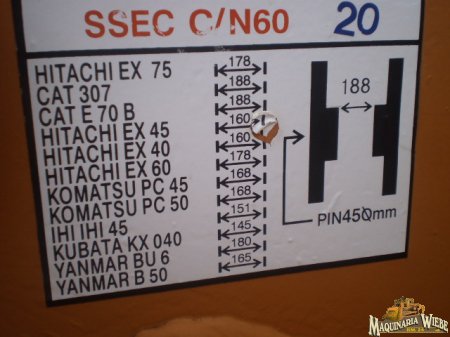 SSEC C/N60 20
HITACHI EX 75 178
CAT 307 188
CAT E 70 B 188
HITACHI EX 45 160
HITACHI EX 40 160
HITACHI EX 60 178
KOMATSU PC 45 168
KOMATSU PC 50 168
IHI IHI 45 151
KUBATA KX 040 145
YANMAR BU 6 180
YANMAR B 50 165
188
PIN45Ømm
MAQUINARIA WIEBE